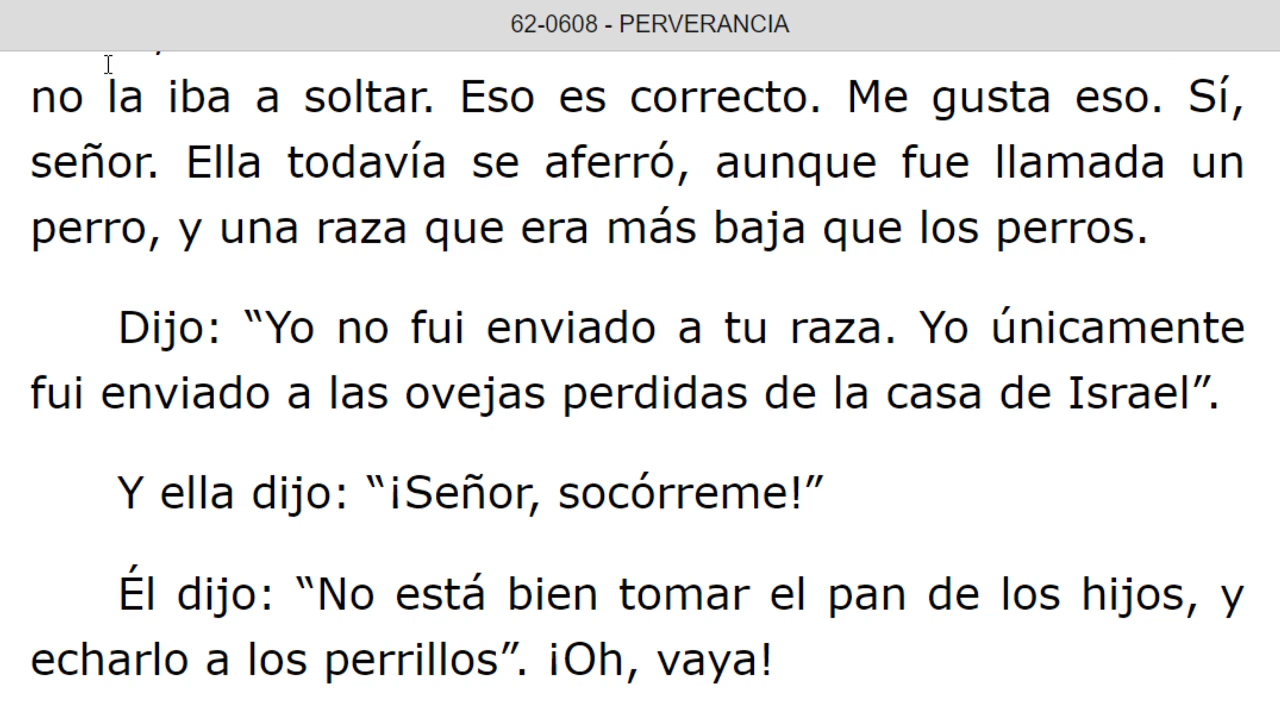 62-0608 - PERVERANCIA
no la iba a soltar. Eso es correcto. Me gusta eso. Sí,
señor. Ella todavía se aferró, aunque fue llamada un
perro, y una raza que era más baja que los perros.
Dijo: “Yo no fui enviado a tu raza. Yo únicamente
fui enviado a las ovejas perdidas de la casa de Israel”.
Y ella dijo: “¡Señor, socórreme!”
Él dijo: “No está bien tomar el pan de los hijos, y
echarlo a los perrillos”. ¡Oh, vaya!